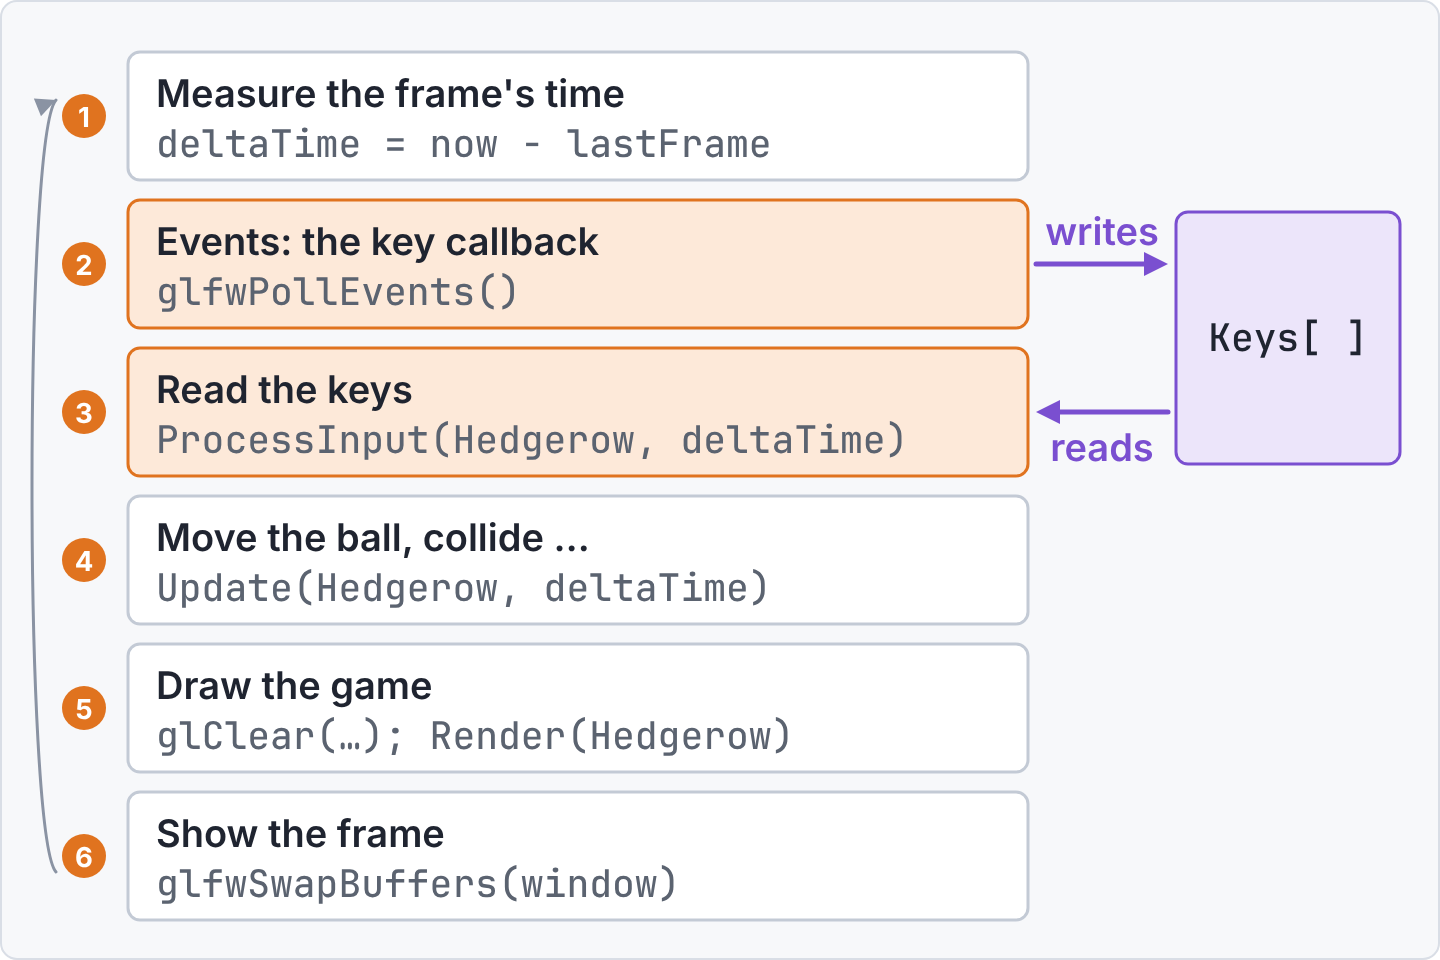 1
Measure the frame's time
deltaTime = now - lastFrame
2
Events: the key callback
glfwPollEvents()
writes
Keys[ ]
3
Read the keys
ProcessInput(Hedgerow, deltaTime)
reads
4
Move the ball, collide …
Update(Hedgerow, deltaTime)
5
Draw the game
glClear(…); Render(Hedgerow)
6
Show the frame
glfwSwapBuffers(window)